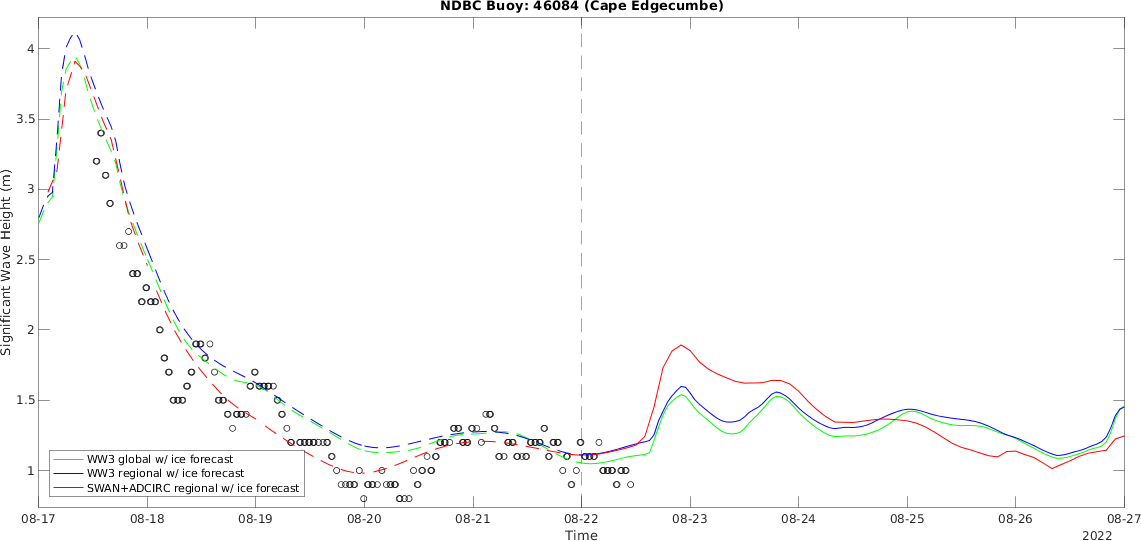 NDBC Buoy: 46084 (Cape Edgecumbe)
Significant Wave Height (m)
4
3.5
3
2.5
2
1.5
1
WW3 global w/ ice forecast
WW3 regional w/ ice forecast
SWAN+ADCIRC regional w/ ice forecast
08-17 08-18 08-19 08-20 08-21 08-22 08-23 08-24 08-25 08-26 08-27
Time 2022